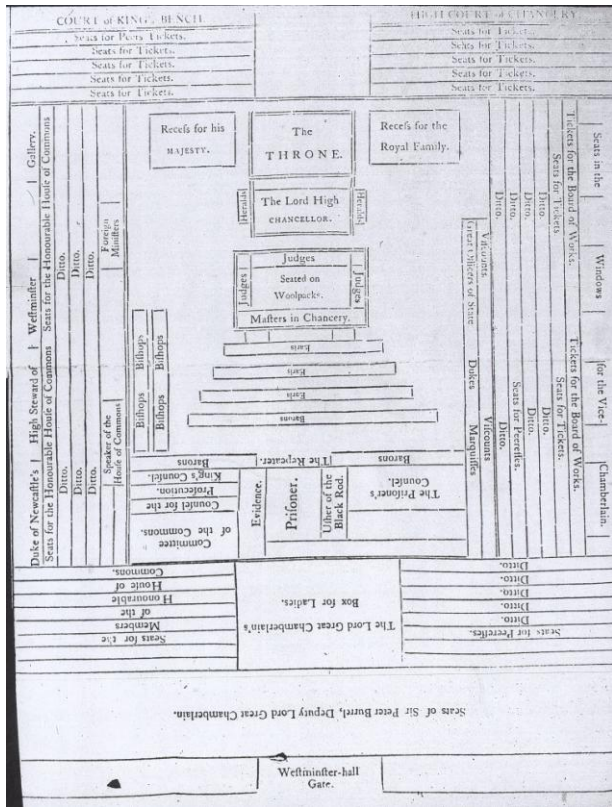 COURT of KING's BENCH.
Seats for Peers Tickets.
Seats for Tickets.
Seats for Tickets.
Seats for Tickets.
Seats for Tickets.
HIGH COURT of CHANCERY.
Seats for Tickets.
Seats for Tickets.
Seats for Tickets.
Seats for Tickets.
Seats for Tickets.
Duke of Newcastle's | High Steward of | Westminster | Gallery.
Seats for the Honourable House of Commons Seats for the Honourable House of Commons
Ditto. Ditto.
Ditto. Ditto.
Ditto. Ditto.
Speaker of the
House of Commons
Foreign
Ministers
Recess for his
MAJESTY.
The
THRONE.
Recess for the
Royal Family.
Heralds
The Lord High
CHANCELLOR.
Heralds
Judges
Judges
Seated on
Woolpacks.
Judges
Masters in Chancery.
Bishops Bishops
Bishops Bishops
Earls
Earls
Earls
Barons
Great Officers of State
Dukes
Marquisses
Viscounts.
Viscounts
Ditto. Ditto.
Ditto. Seats for Peeresses.
Ditto. Ditto.
Ditto. Ditto.
Seats for Tickets Seats for Tickets.
Tickets for the Board of Works. Tickets for the Board of Works.
Seats in the | Windows | for the Vice- | Chamberlain.
Barons
The Repeater.
Barons
King's Counsel.
Prosecution.
Counsel for the
of the Commons.
Committee
Evidence.
Prisoner.
Usher of the
Black Rod.
Counsel.
The Prisoner's
Commons.
House of
Honourable
of the
Members
Seats for the
Box for Ladies.
The Lord Great Chamberlain's
Ditto.
Ditto.
Ditto.
Ditto.
Ditto.
Seats for Peeresses.
Seats of Sir Peter Burrel, Deputy Lord Great Chamberlain.
Westminster-hall
Gate.